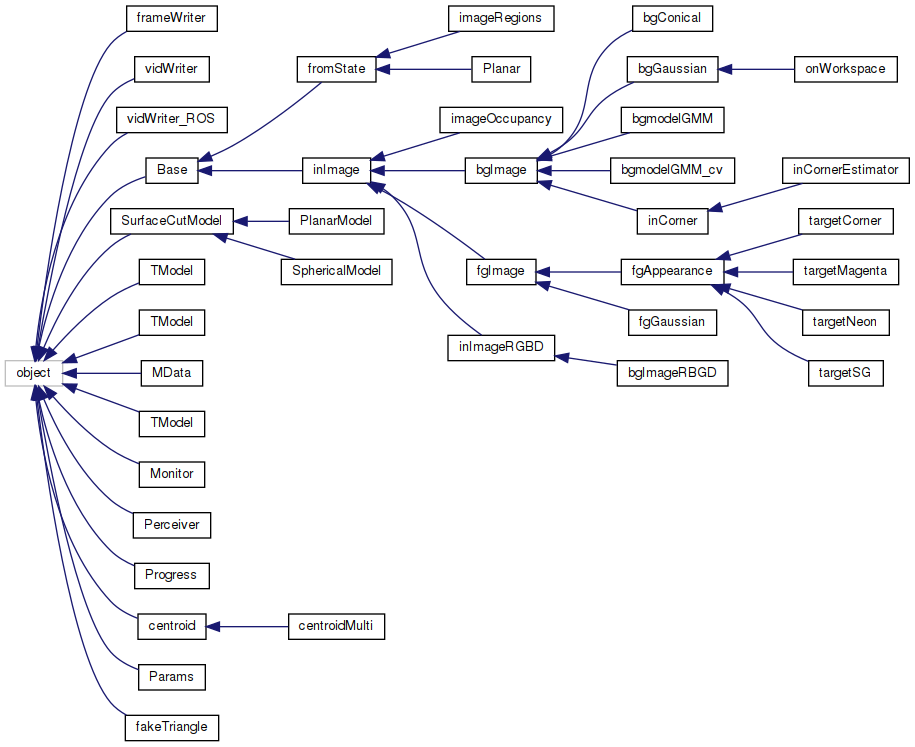 object
frameWriter
vidWriter
vidWriter_ROS
Base
fromState
imageRegions
Planar
inImage
imageOccupancy
bgImage
bgConical
bgGaussian
onWorkspace
bgmodelGMM
bgmodelGMM_cv
inCorner
inCornerEstimator
fgImage
fgAppearance
targetCorner
targetMagenta
targetNeon
targetSG
fgGaussian
inImageRGBD
bgImageRBGD
SurfaceCutModel
PlanarModel
SphericalModel
TModel
TModel
MData
TModel
Monitor
Perceiver
Progress
centroid
centroidMulti
Params
fakeTriangle